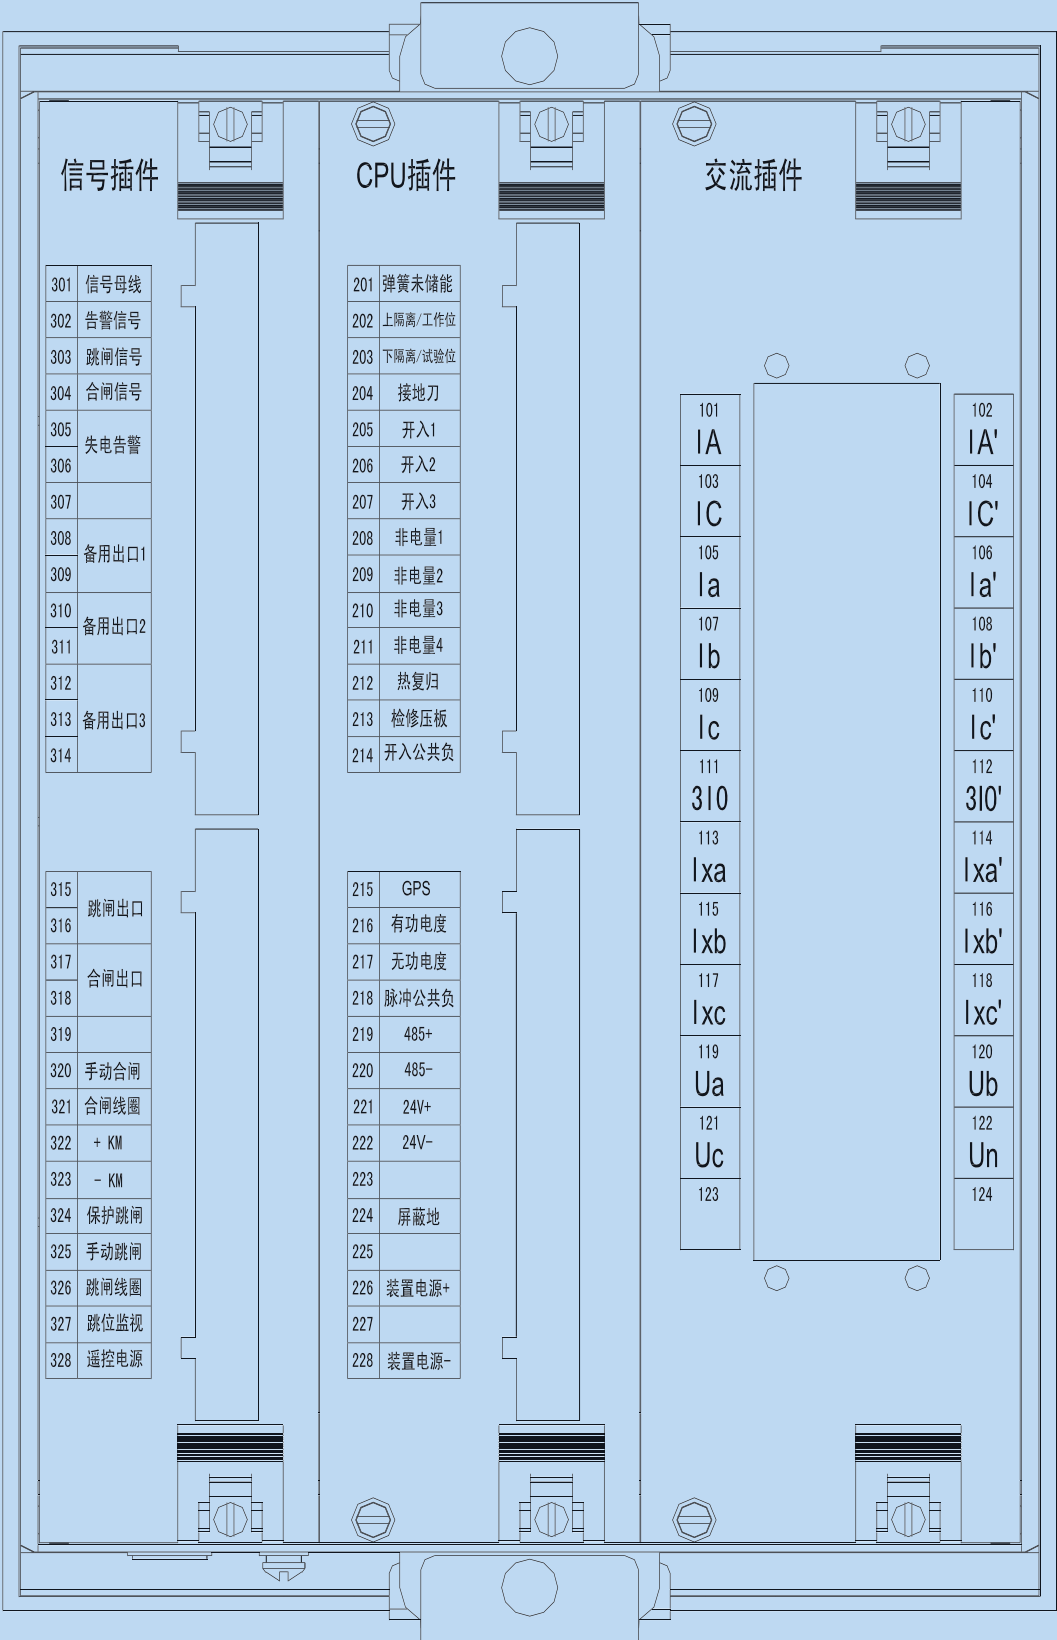 信号插件
301 信号母线
302 告警信号
303 跳闸信号
304 合闸信号
305
失电告警
306
307
308
备用出口1
309
310
备用出口2
311
312
313 备用出口3
314
315
跳闸出口
316
317
合闸出口
318
319
320 手动合闸
321 合闸线圈
322 + KM
323 - KM
324 保护跳闸
325 手动跳闸
326 跳闸线圈
327 跳位监视
328 遥控电源
CPU插件
201 弹簧未储能
202 上隔离/工作位
203 下隔离/试验位
204 接地刀
205 开入1
206 开入2
207 开入3
208 非电量1
209 非电量2
210 非电量3
211 非电量4
212 热复归
213 检修压板
214 开入公共负
215 GPS
216 有功电度
217 无功电度
218 脉冲公共负
219 485+
220 485-
221 24V+
222 24V-
223
224 屏蔽地
225
226 装置电源+
227
228 装置电源-
交流插件
101 102
IA IA'
103 104
IC IC'
105 106
Ia Ia'
107 108
Ib Ib'
109 110
Ic Ic'
111 112
3I0 3I0'
113 114
Ixa Ixa'
115 116
Ixb Ixb'
117 118
Ixc Ixc'
119 120
Ua Ub
121 122
Uc Un
123 124